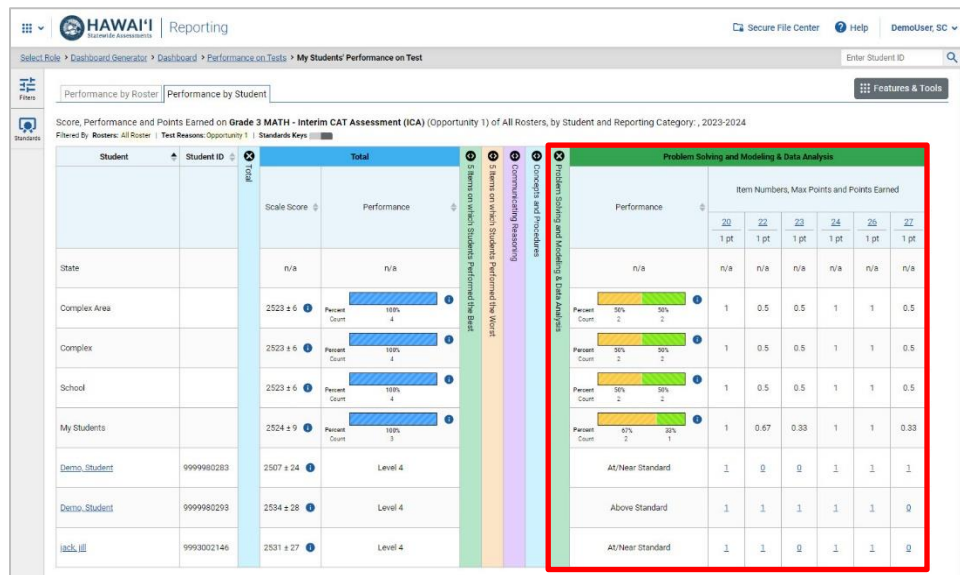 HAWAI'I Reporting
Statewide Assessments
Secure File Center Help DemoUser, SC
Select Role > Dashboard Generator > Dashboard > Performance on Tests > My Students' Performance on Test Enter Student ID
Filters
Standards
Performance by Roster Performance by Student Features & Tools
Score, Performance and Points Earned on Grade 3 MATH - Interim CAT Assessment (ICA) (Opportunity 1) of All Rosters, by Student and Reporting Category: , 2023-2024
Filtered By Rosters: All Roster | Test Reasons: Opportunity 1 | Standards Keys
Student Student ID
Total
Total
Scale Score Performance
5 Items on which Students Performed the Best
5 Items on which Students Performed the Worst
Communicating Reasoning
Concepts and Procedures
Problem Solving and Modeling & Data Analysis
Problem Solving and Modeling & Data Analysis
Performance
Item Numbers, Max Points and Points Earned
20 22 23 24 26 27
1 pt 1 pt 1 pt 1 pt 1 pt 1 pt
State n/a n/a n/a n/a n/a n/a n/a n/a n/a
Complex Area 2523 ± 6 Percent 100% Count 4 Percent 50% 50% Count 2 2 1 0.5 0.5 1 1 0.5
Complex 2523 ± 6 Percent 100% Count 4 Percent 50% 50% Count 2 2 1 0.5 0.5 1 1 0.5
School 2523 ± 6 Percent 100% Count 4 Percent 50% 50% Count 2 2 1 0.5 0.5 1 1 0.5
My Students 2524 ± 9 Percent 100% Count 3 Percent 67% 33% Count 2 1 1 0.67 0.33 1 1 0.33
Demo, Student 9999980283 2507 ± 24 Level 4 At/Near Standard 1 0 0 1 1 1
Demo, Student 9999980293 2534 ± 28 Level 4 Above Standard 1 1 1 1 1 0
jack, jill 9993002146 2531 ± 27 Level 4 At/Near Standard 1 1 0 1 1 0